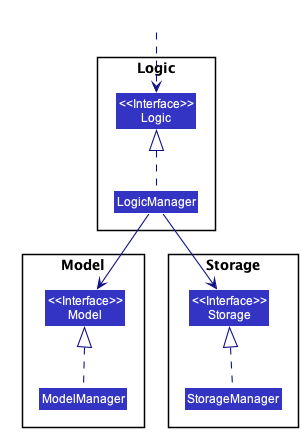 Logic
<<Interface>>
Logic
LogicManager
Model
<<Interface>>
Model
ModelManager
Storage
<<Interface>>
Storage
StorageManager